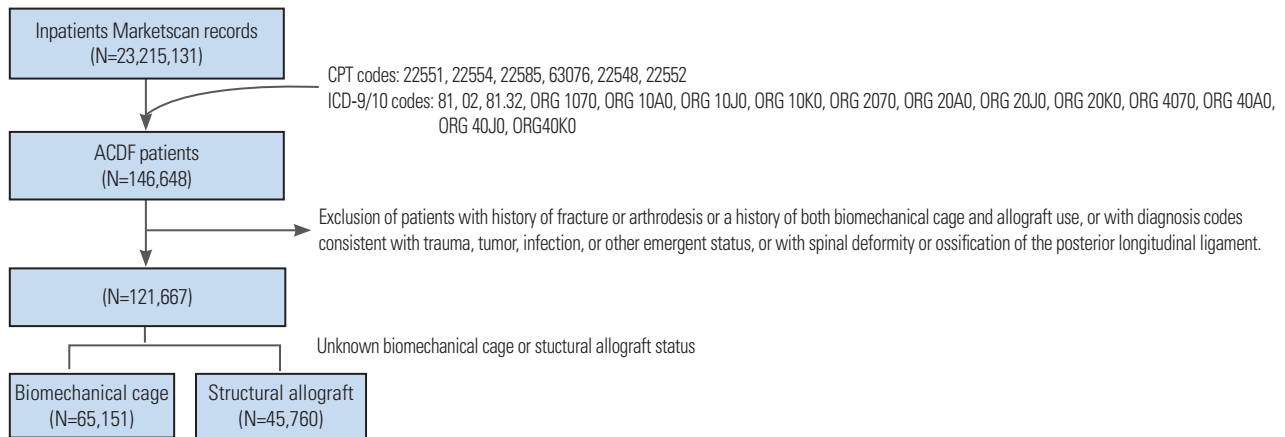 Inpatients Marketscan records
(N=23,215,131)
CPT codes: 22551, 22554, 22585, 63076, 22548, 22552
ICD-9/10 codes: 81, 02, 81.32, ORG 1070, ORG 10A0, ORG 10J0, ORG 10K0, ORG 2070, ORG 20A0, ORG 20J0, ORG 20K0, ORG 4070, ORG 40A0,
ORG 40J0, ORG40K0
ACDF patients
(N=146,648)
Exclusion of patients with history of fracture or arthrodesis or a history of both biomechanical cage and allograft use, or with diagnosis codes
consistent with trauma, tumor, infection, or other emergent status, or with spinal deformity or ossification of the posterior longitudinal ligament.
(N=121,667)
Unknown biomechanical cage or stuctural allograft status
Biomechanical cage
(N=65,151)
Structural allograft
(N=45,760)